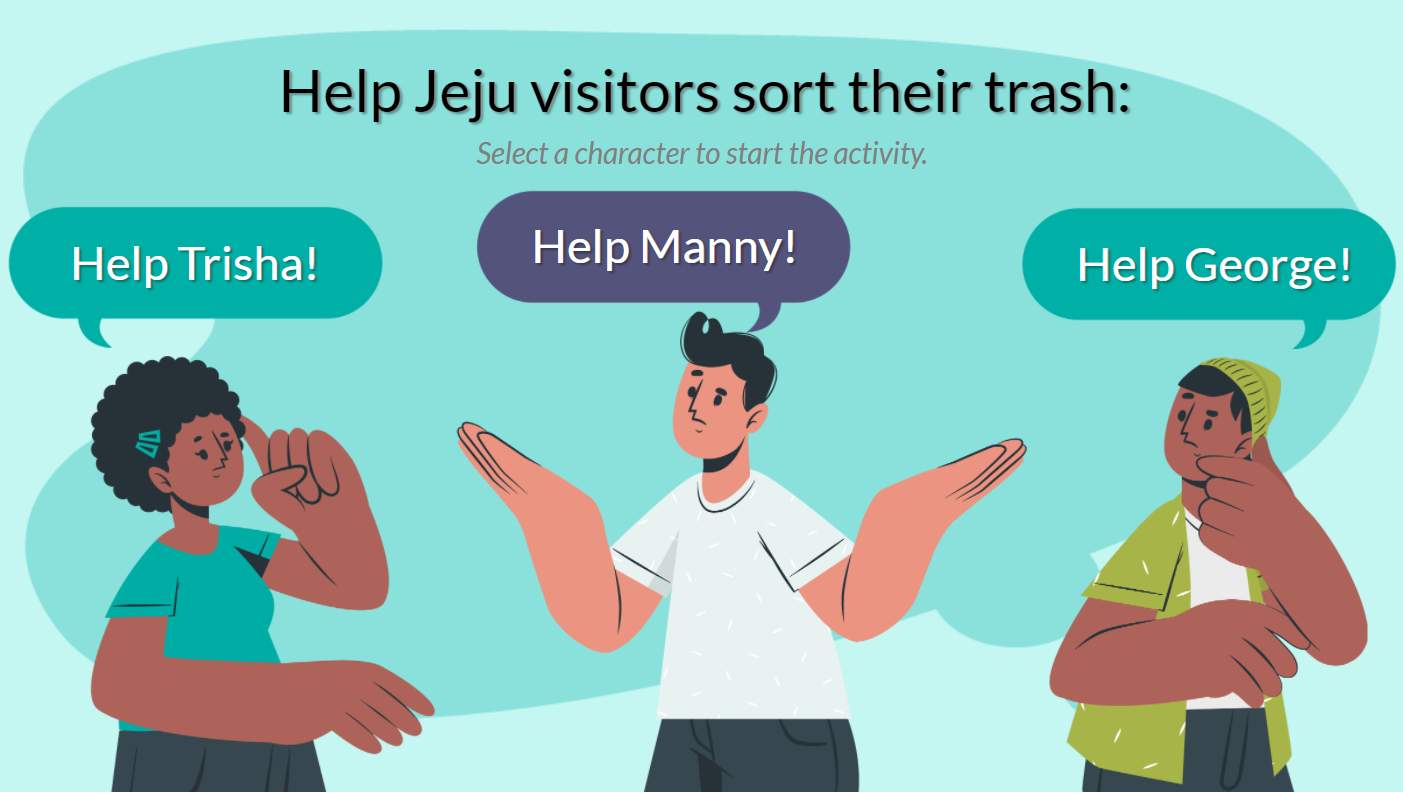 Help Jeju visitors sort their trash:
Select a character to start the activity.
Help Trisha!
Help Manny!
Help George!